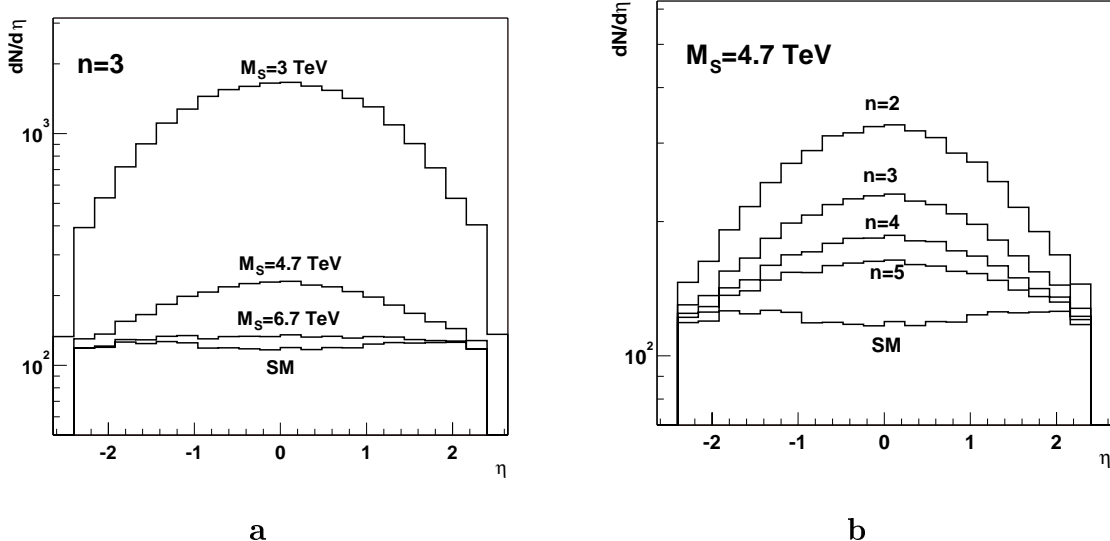 dN/dη
n=3
M_S=3 TeV
10^3
M_S=4.7 TeV
M_S=6.7 TeV
10^2
SM
-2 -1 0 1 2
η
a
dN/dη
M_S=4.7 TeV
n=2
n=3
n=4
n=5
10^2
SM
-2 -1 0 1 2
η
b